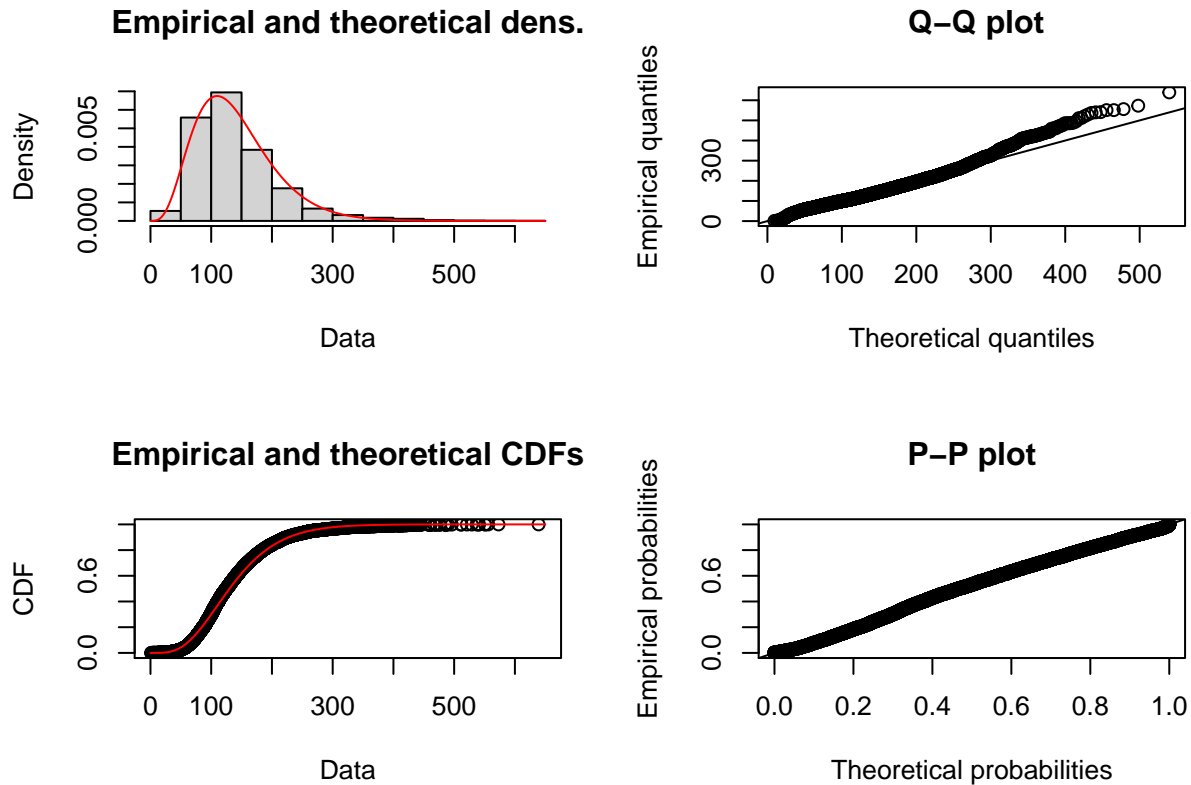 Empirical and theoretical dens.
Density
0.000 0.005
0 100 300 500
Data
Q−Q plot
Empirical quantiles
0 300
0 100 200 300 400 500
Theoretical quantiles
Empirical and theoretical CDFs
CDF
0.0 0.6
0 100 300 500
Data
P−P plot
Empirical probabilities
0.0 0.6
0.0 0.2 0.4 0.6 0.8 1.0
Theoretical probabilities